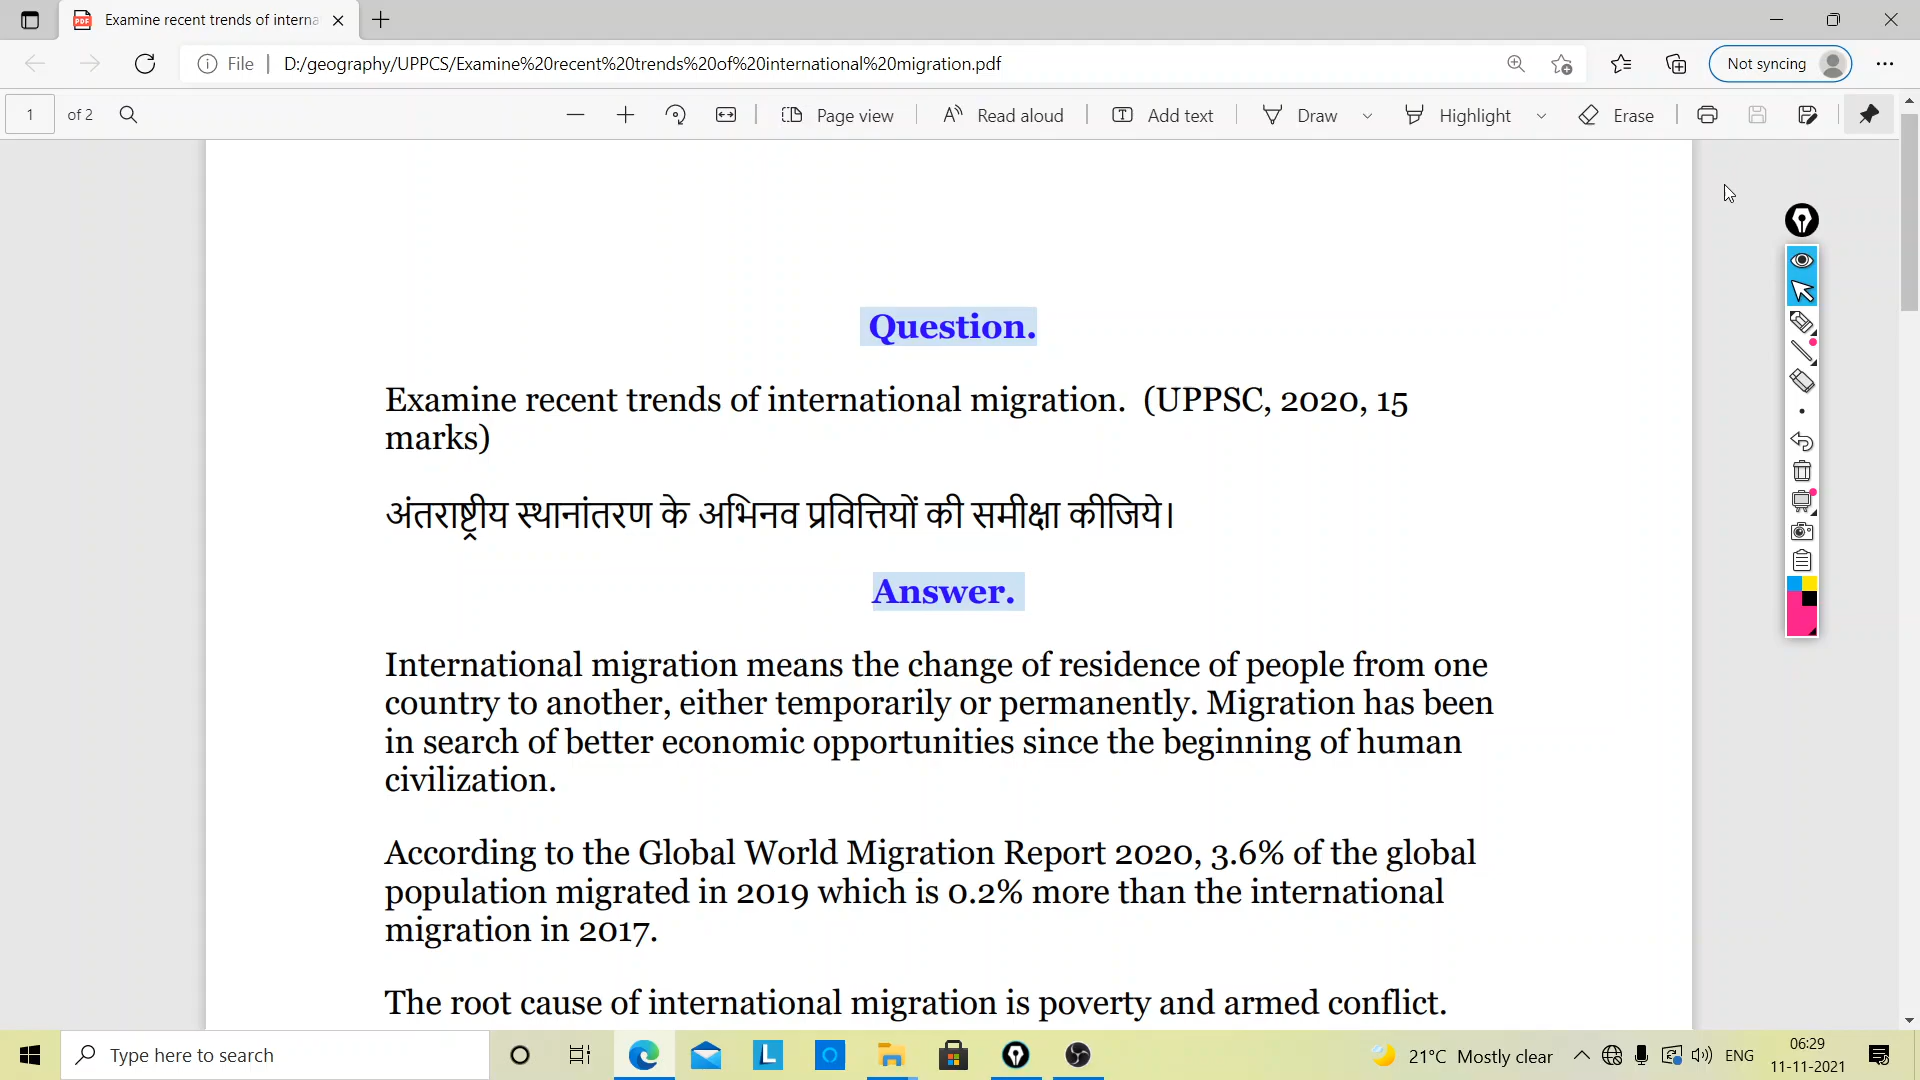 Examine recent trends of interna
File
D:/geography/UPPCS/Examine%20recent%20trends%20of%20international%20migration.pdf
Not syncing
1 of 2
Page view
Read aloud
Add text
Draw
Highlight
Erase
Question.
Examine recent trends of international migration. (UPPSC, 2020, 15
marks)
अंतराष्ट्रीय स्थानांतरण के अभिनव प्रवित्तियों की समीक्षा कीजिये।
Answer.
International migration means the change of residence of people from one
country to another, either temporarily or permanently. Migration has been
in search of better economic opportunities since the beginning of human
civilization.
According to the Global World Migration Report 2020, 3.6% of the global
population migrated in 2019 which is 0.2% more than the international
migration in 2017.
The root cause of international migration is poverty and armed conflict.
Type here to search
L
21°C Mostly clear
ENG
06:29
11-11-2021